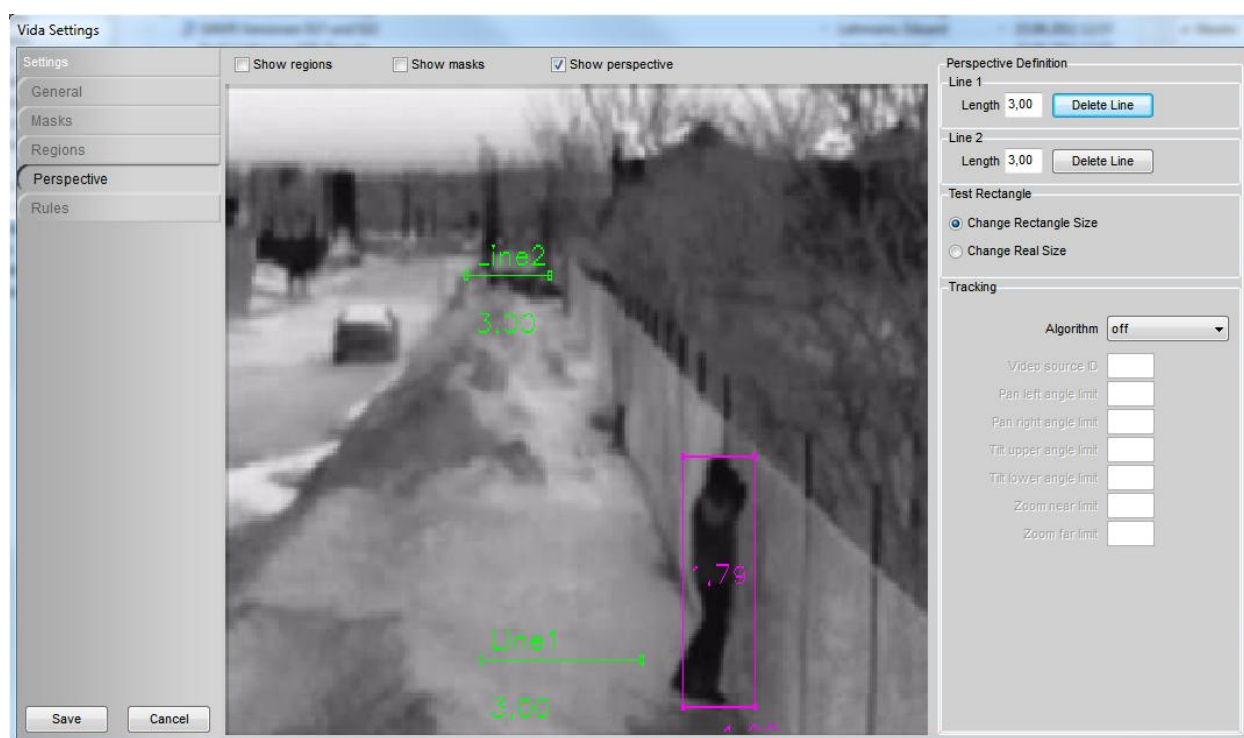 Vida Settings
Settings
General
Masks
Regions
Perspective
Rules
Save
Cancel
Show regions
Show masks
Show perspective
Line2
3,00
1,79
Line1
3,00
Perspective Definition
Line 1
Length 3,00 Delete Line
Line 2
Length 3,00 Delete Line
Test Rectangle
Change Rectangle Size
Change Real Size
Tracking
Algorithm off
Video source ID
Pan left angle limit
Pan right angle limit
Tilt upper angle limit
Tilt lower angle limit
Zoom near limit
Zoom far limit